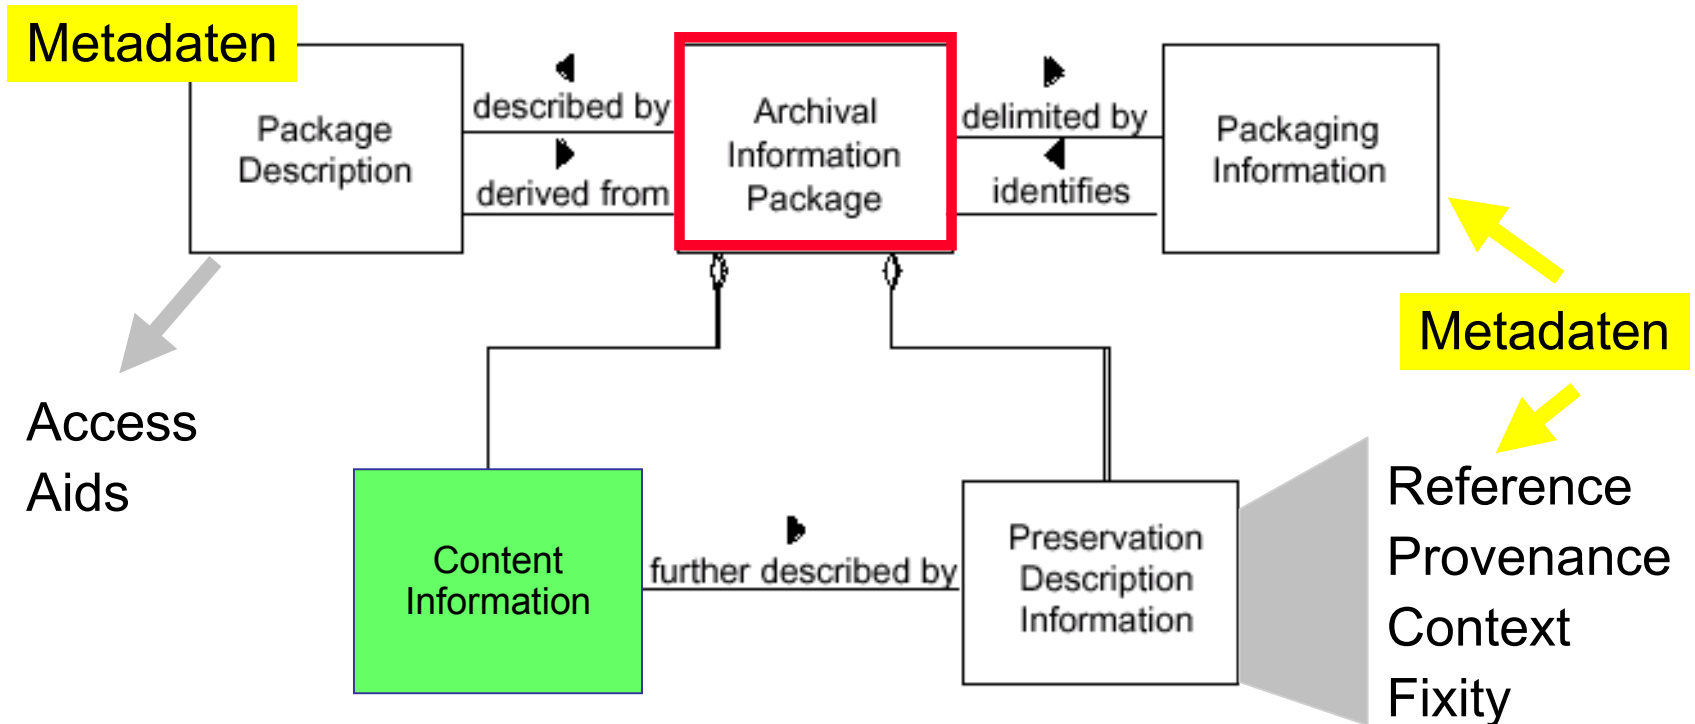 Metadaten
Package
Description
described by
derived from
Archival
Information
Package
delimited by
identifies
Packaging
Information
Metadaten
Access
Aids
Content
Information
further described by
Preservation
Description
Information
Reference
Provenance
Context
Fixity